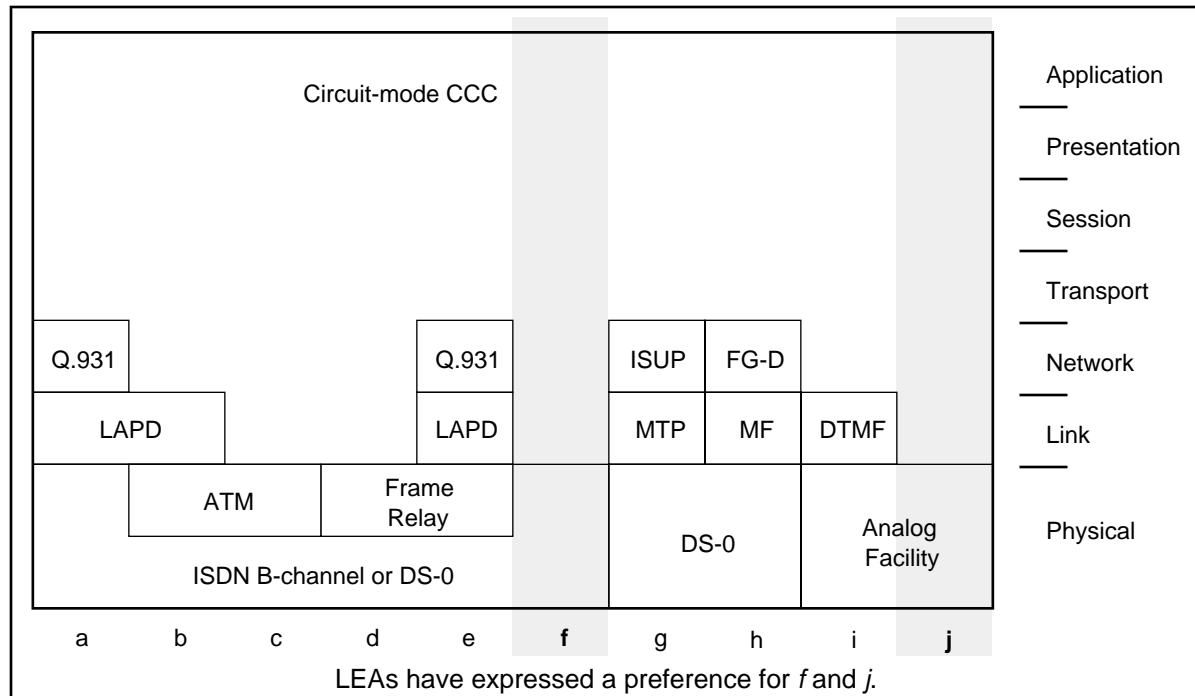 Circuit-mode CCC
Application
Presentation
Session
Transport
Q.931
Q.931
ISUP
FG-D
Network
LAPD
LAPD
MTP
MF
DTMF
Link
ATM
Frame
Relay
DS-0
Analog
Facility
Physical
ISDN B-channel or DS-0
a b c d e f g h i j
LEAs have expressed a preference for f and j.